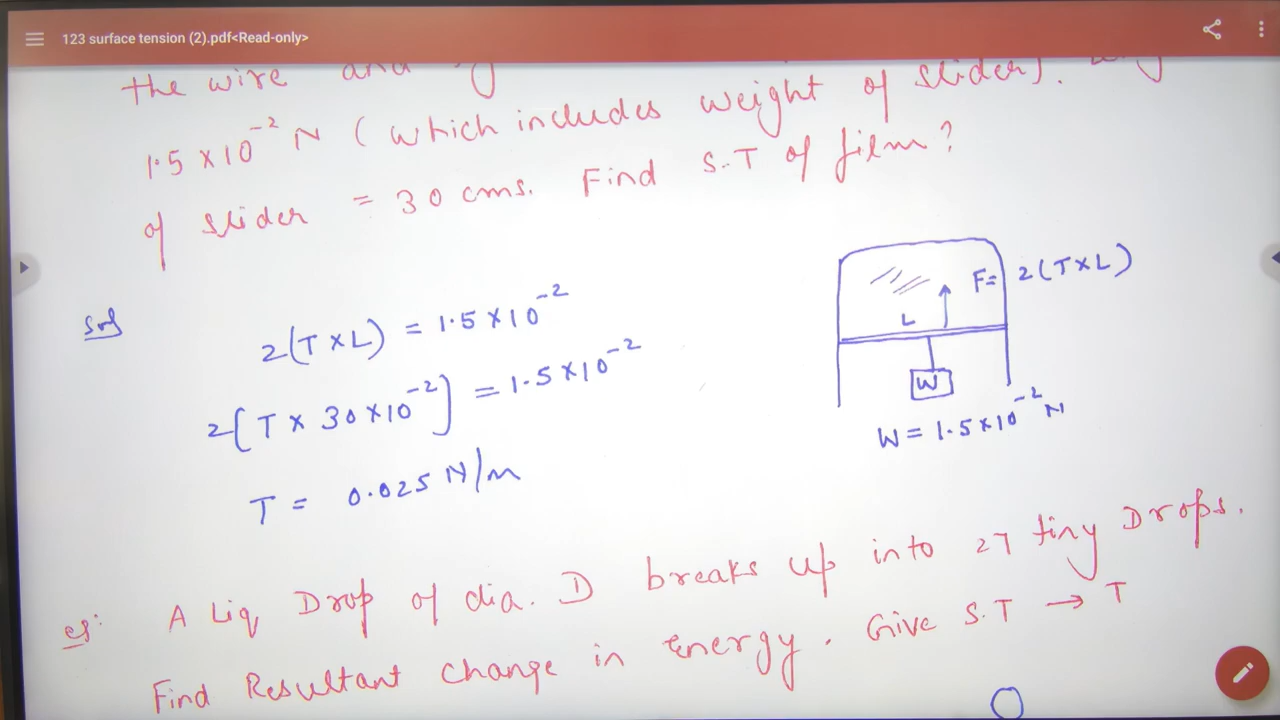 123 surface tension (2).pdf<Read-only>
the wire and
1.5 × 10⁻² N (which includes weight of slider).
of slider = 30 cms. Find S.T of film?
Sol
2(T × L) = 1.5 × 10⁻²
2(T × 30 × 10⁻²) = 1.5 × 10⁻²
T = 0.025 N/m
F = 2(T × L)
L
W
W = 1.5 × 10⁻² N
eg: A Liq Drop of dia. D breaks up into 27 tiny Drops.
Find Resultant change in energy. Give S.T → T